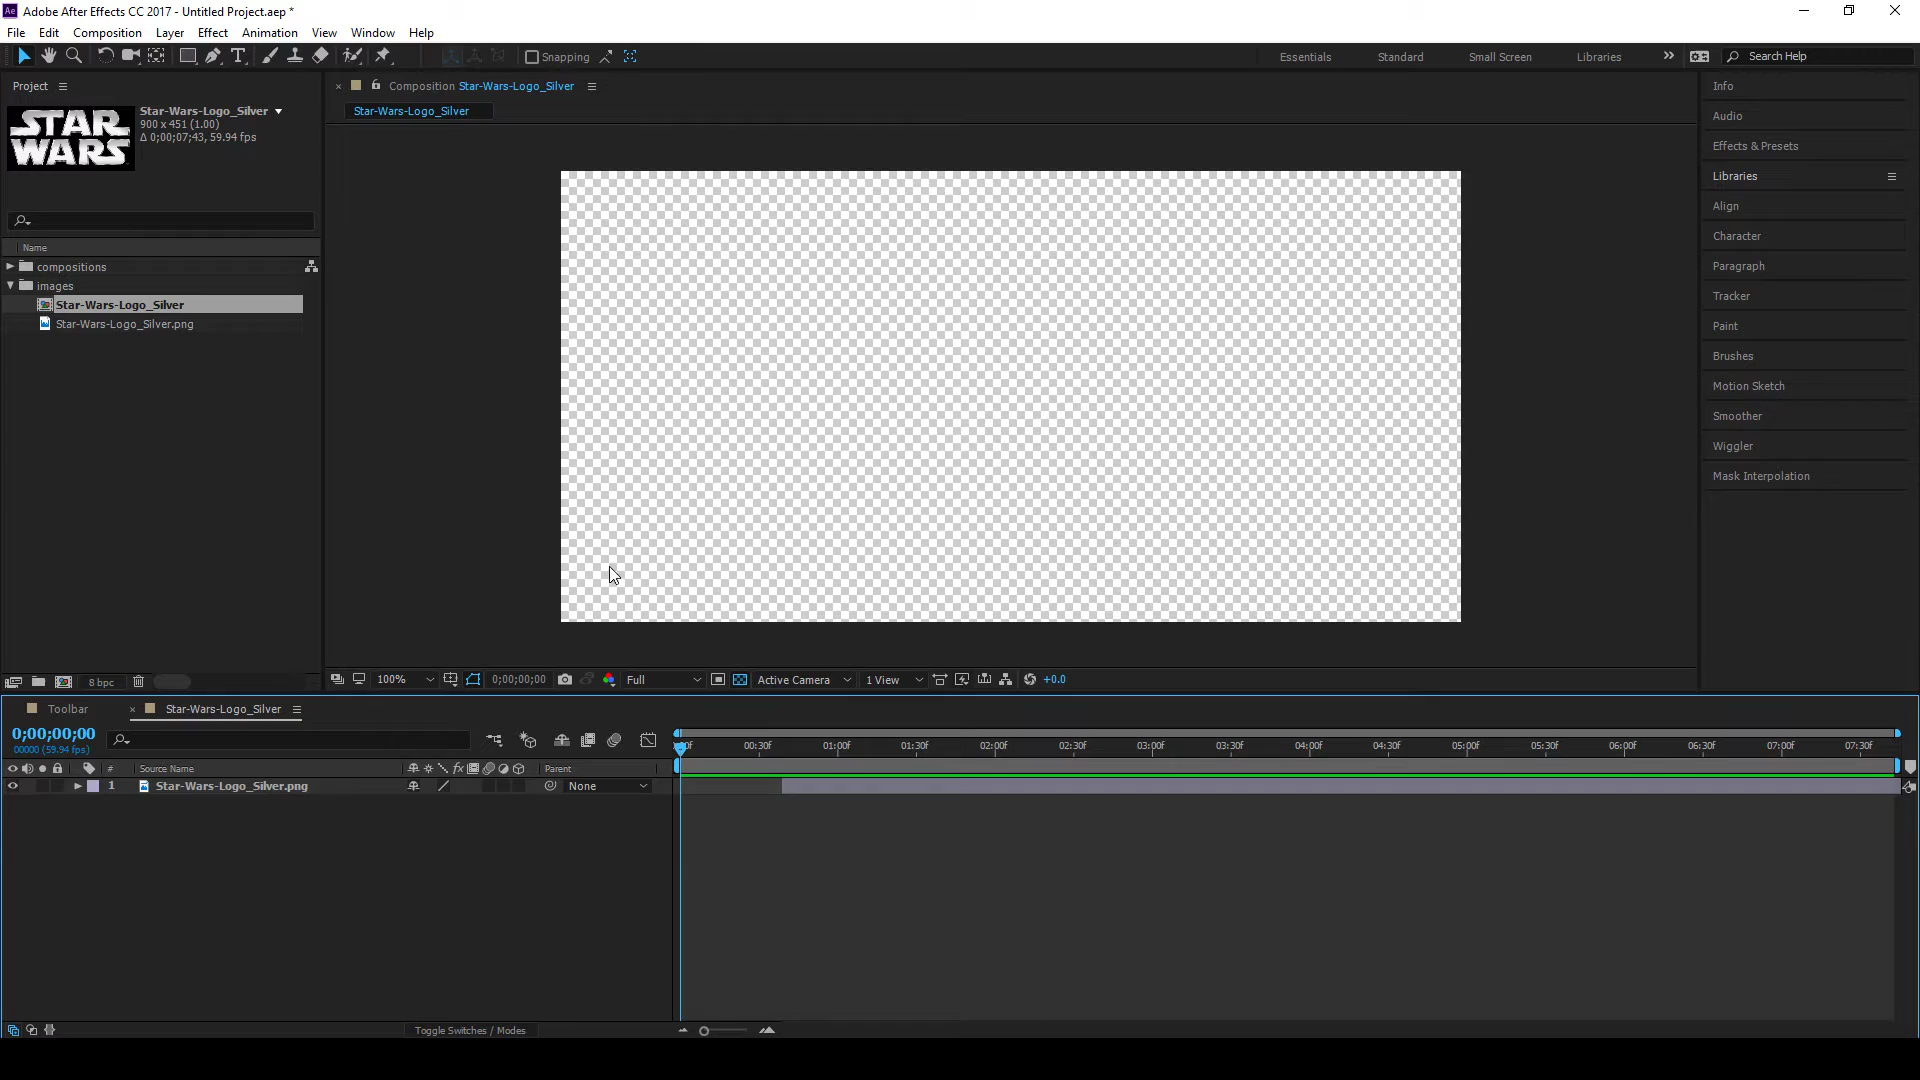 Adobe After Effects CC 2017 - Untitled Project.aep *
File Edit Composition Layer Effect Animation View Window Help
Snapping
Essentials Standard Small Screen Libraries
Search Help
Project
Star-Wars-Logo_Silver
900 x 451 (1.00)
Δ 0;00;07;43, 59.94 fps
STAR
WARS
Name
compositions
images
Star-Wars-Logo_Silver
Star-Wars-Logo_Silver.png
8 bpc
Composition Star-Wars-Logo_Silver
Star-Wars-Logo_Silver
100%
0;00;00;00
Full
Active Camera
1 View
+0.0
Info
Audio
Effects & Presets
Libraries
Align
Character
Paragraph
Tracker
Paint
Brushes
Motion Sketch
Smoother
Wiggler
Mask Interpolation
Toolbar
Star-Wars-Logo_Silver
0;00;00;00
00000 (59.94 fps)
00:30f 01:00f 01:30f 02:00f 02:30f 03:00f 03:30f 04:00f 04:30f 05:00f 05:30f 06:00f 06:30f 07:00f 07:30f
# Source Name
fx
Parent
1 Star-Wars-Logo_Silver.png
None
Toggle Switches / Modes